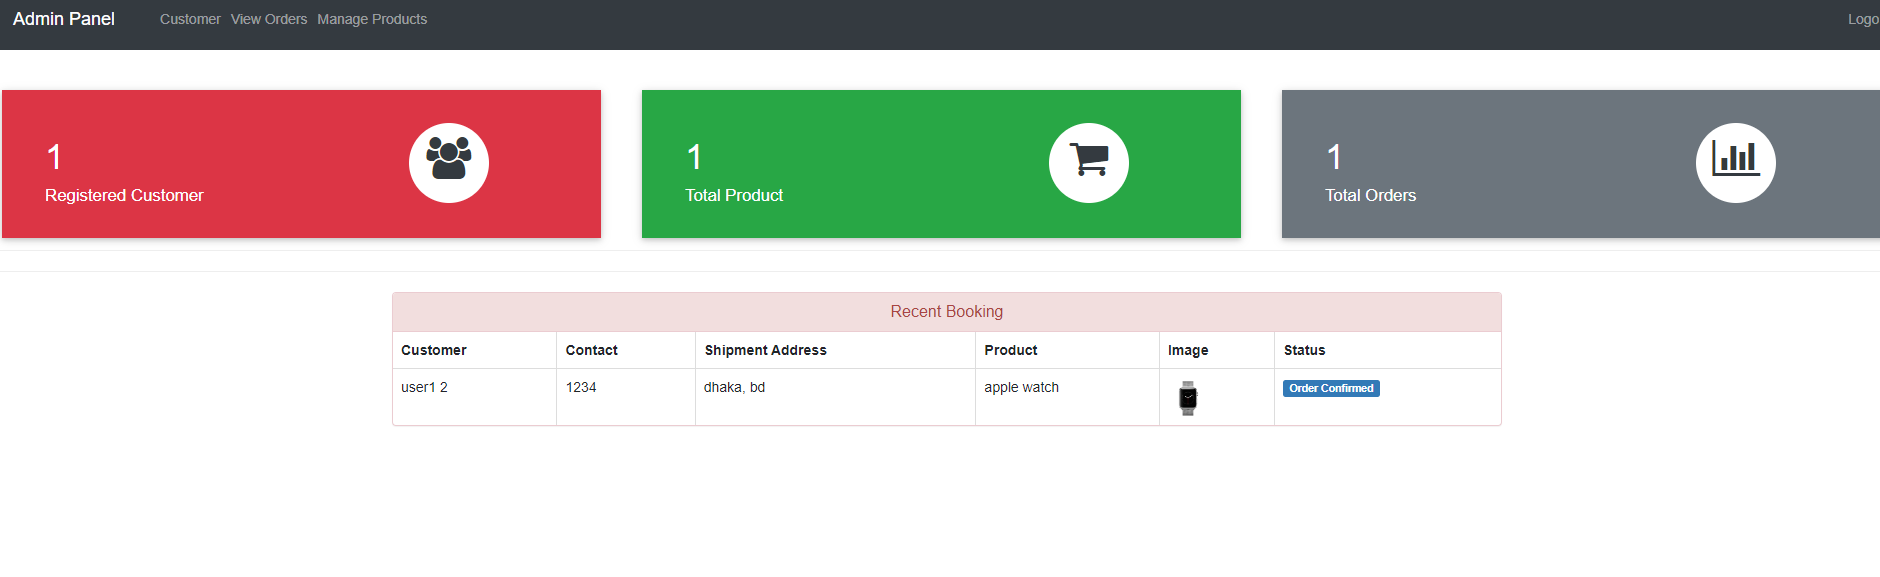 Admin Panel Customer View Orders Manage Products Logo
1
Registered Customer
1
Total Product
1
Total Orders
Recent Booking
Customer Contact Shipment Address Product Image Status
user1 2 1234 dhaka, bd apple watch Order Confirmed